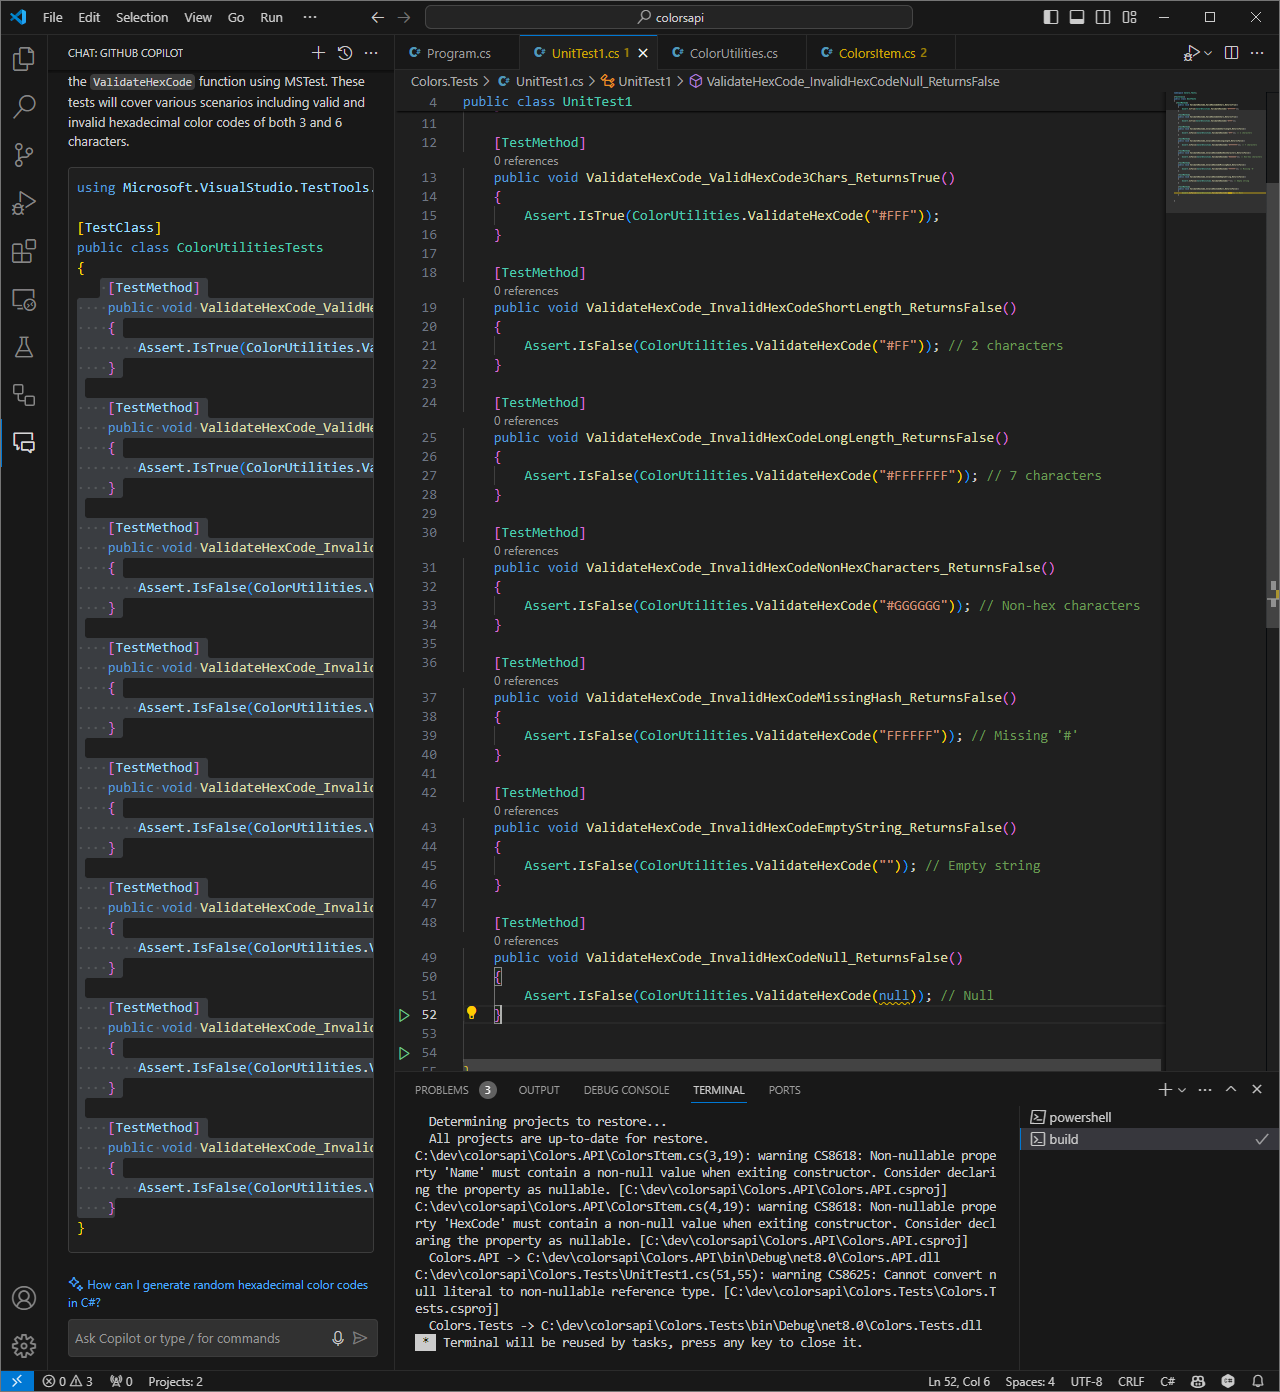 File Edit Selection View Go Run ··· colorsapi
CHAT: GITHUB COPILOT
the ValidateHexCode function using MSTest. These
tests will cover various scenarios including valid and
invalid hexadecimal color codes of both 3 and 6
characters.
using Microsoft.VisualStudio.TestTools.
[TestClass]
public class ColorUtilitiesTests
{
[TestMethod]
public void ValidateHexCode_ValidHe
{
Assert.IsTrue(ColorUtilities.Va
}
[TestMethod]
public void ValidateHexCode_ValidHe
{
Assert.IsTrue(ColorUtilities.Va
}
[TestMethod]
public void ValidateHexCode_Invalid
{
Assert.IsFalse(ColorUtilities.V
}
[TestMethod]
public void ValidateHexCode_Invalid
{
Assert.IsFalse(ColorUtilities.V
}
[TestMethod]
public void ValidateHexCode_Invalid
{
Assert.IsFalse(ColorUtilities.V
}
[TestMethod]
public void ValidateHexCode_Invalid
{
Assert.IsFalse(ColorUtilities.V
}
[TestMethod]
public void ValidateHexCode_Invalid
{
Assert.IsFalse(ColorUtilities.V
}
[TestMethod]
public void ValidateHexCode_Invalid
{
Assert.IsFalse(ColorUtilities.V
}
}
How can I generate random hexadecimal color codes
in C#?
Ask Copilot or type / for commands
Program.cs UnitTest1.cs 1 ColorUtilities.cs ColorsItem.cs 2
Colors.Tests > UnitTest1.cs > UnitTest1 > ValidateHexCode_InvalidHexCodeNull_ReturnsFalse
4 public class UnitTest1
11
12 [TestMethod]
0 references
13 public void ValidateHexCode_ValidHexCode3Chars_ReturnsTrue()
14 {
15 Assert.IsTrue(ColorUtilities.ValidateHexCode("#FFF"));
16 }
17
18 [TestMethod]
0 references
19 public void ValidateHexCode_InvalidHexCodeShortLength_ReturnsFalse()
20 {
21 Assert.IsFalse(ColorUtilities.ValidateHexCode("#FF")); // 2 characters
22 }
23
24 [TestMethod]
0 references
25 public void ValidateHexCode_InvalidHexCodeLongLength_ReturnsFalse()
26 {
27 Assert.IsFalse(ColorUtilities.ValidateHexCode("#FFFFFFF")); // 7 characters
28 }
29
30 [TestMethod]
0 references
31 public void ValidateHexCode_InvalidHexCodeNonHexCharacters_ReturnsFalse()
32 {
33 Assert.IsFalse(ColorUtilities.ValidateHexCode("#GGGGGG")); // Non-hex characters
34 }
35
36 [TestMethod]
0 references
37 public void ValidateHexCode_InvalidHexCodeMissingHash_ReturnsFalse()
38 {
39 Assert.IsFalse(ColorUtilities.ValidateHexCode("FFFFFF")); // Missing '#'
40 }
41
42 [TestMethod]
0 references
43 public void ValidateHexCode_InvalidHexCodeEmptyString_ReturnsFalse()
44 {
45 Assert.IsFalse(ColorUtilities.ValidateHexCode("")); // Empty string
46 }
47
48 [TestMethod]
0 references
49 public void ValidateHexCode_InvalidHexCodeNull_ReturnsFalse()
50 {
51 Assert.IsFalse(ColorUtilities.ValidateHexCode(null)); // Null
52 }
53
54
55 }
PROBLEMS 3 OUTPUT DEBUG CONSOLE TERMINAL PORTS
Determining projects to restore...
All projects are up-to-date for restore.
C:\dev\colorsapi\Colors.API\ColorsItem.cs(3,19): warning CS8618: Non-nullable prope
rty 'Name' must contain a non-null value when exiting constructor. Consider declari
ng the property as nullable. [C:\dev\colorsapi\Colors.API\Colors.API.csproj]
C:\dev\colorsapi\Colors.API\ColorsItem.cs(4,19): warning CS8618: Non-nullable prope
rty 'HexCode' must contain a non-null value when exiting constructor. Consider decl
aring the property as nullable. [C:\dev\colorsapi\Colors.API\Colors.API.csproj]
Colors.API -> C:\dev\colorsapi\Colors.API\bin\Debug\net8.0\Colors.API.dll
C:\dev\colorsapi\Colors.Tests\UnitTest1.cs(51,55): warning CS8625: Cannot convert n
ull literal to non-nullable reference type. [C:\dev\colorsapi\Colors.Tests\Colors.T
ests.csproj]
Colors.Tests -> C:\dev\colorsapi\Colors.Tests\bin\Debug\net8.0\Colors.Tests.dll
* Terminal will be reused by tasks, press any key to close it.
powershell
build
0 3 0 Projects: 2 Ln 52, Col 6 Spaces: 4 UTF-8 CRLF C#